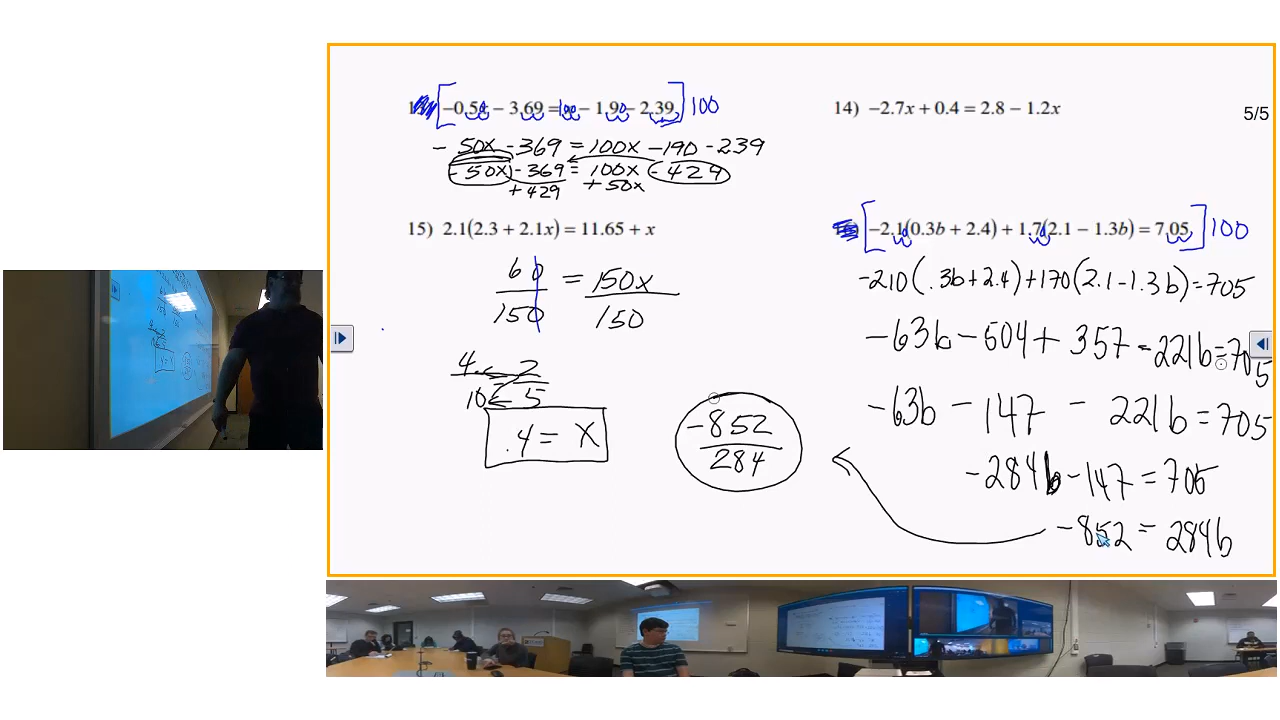 [-0.5x - 3.69 = x - 1.90 - 2.39] 100
- 50x - 369 = 100x - 190 - 239
- 50x - 369 = 100x - 429
+ 429 + 50x
60 = 150x
150 150
4 2
10 5
.4 = x
14) −2.7x + 0.4 = 2.8 − 1.2x
5/5
15) 2.1(2.3 + 2.1x) = 11.65 + x
[−2.1(0.3b + 2.4) + 1.7(2.1 − 1.3b) = 7.05] 100
-210(.3b+2.4)+170(2.1-1.3b)=705
-63b-504+357-221b=705
-63b - 147 - 221b = 705
-284b - 147 = 705
-852 = 284b
-852
284